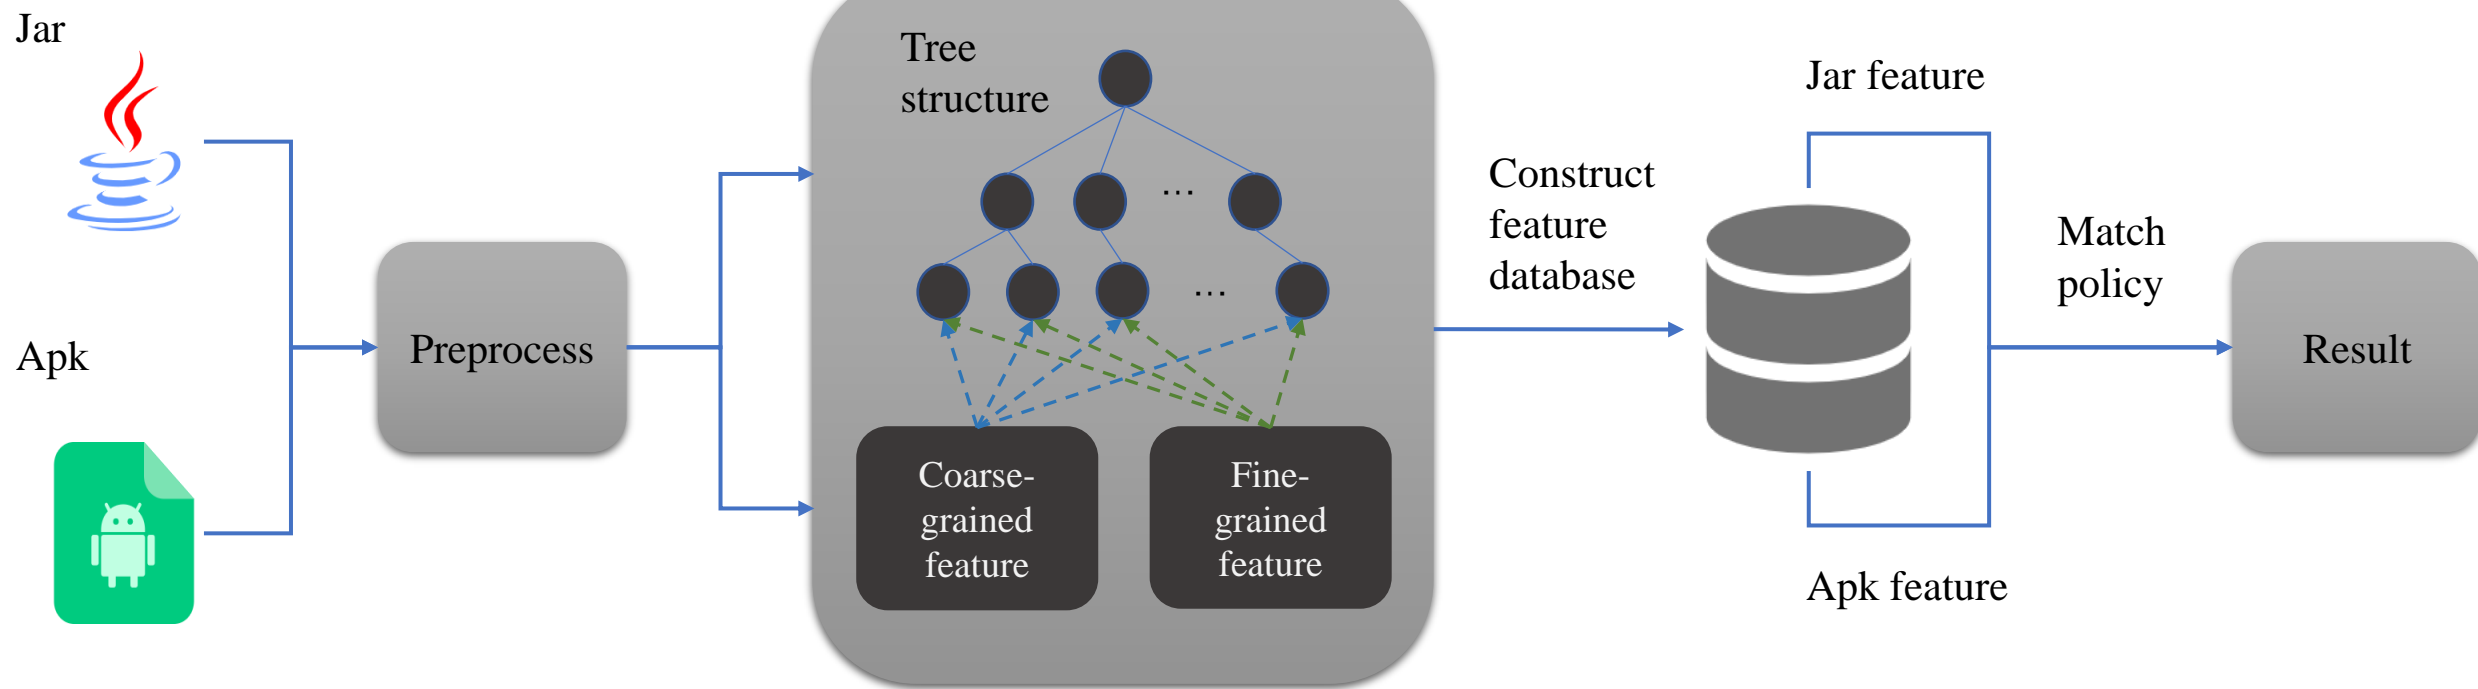 Jar
Apk
Preprocess
Tree
structure
...
...
Coarse-
grained
feature
Fine-
grained
feature
Construct
feature
database
Jar feature
Apk feature
Match
policy
Result